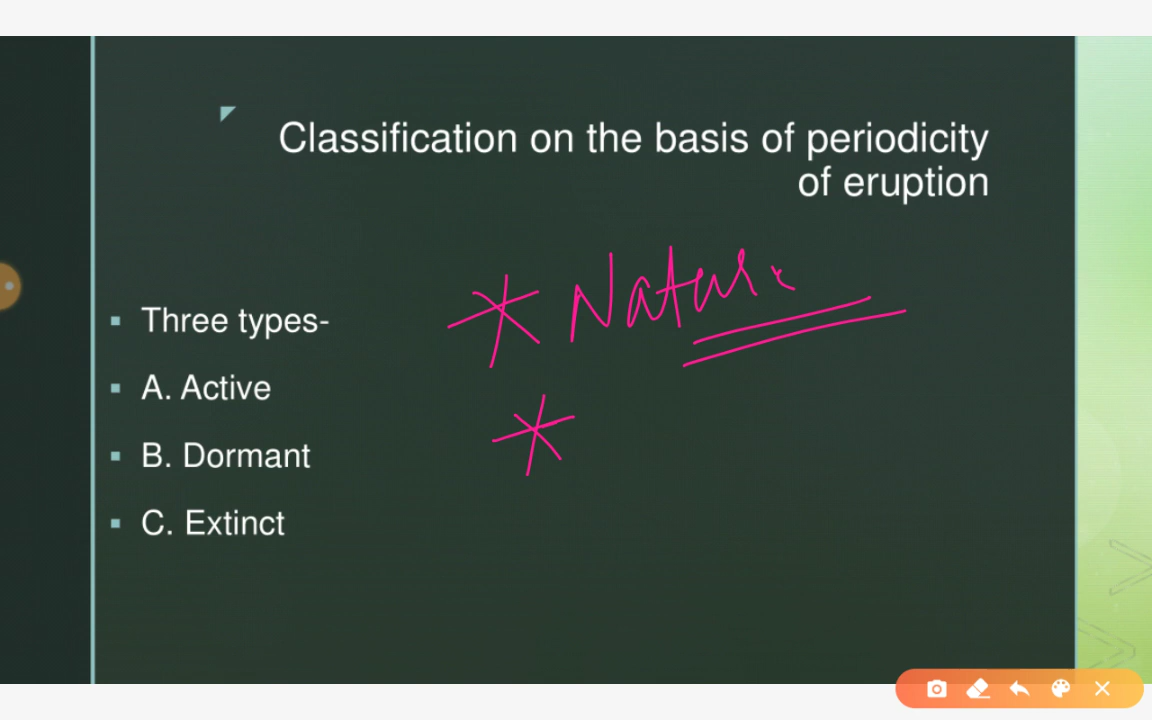 Classification on the basis of periodicity
of eruption
* Nature
▪ Three types-
▪ A. Active
*
▪ B. Dormant
▪ C. Extinct